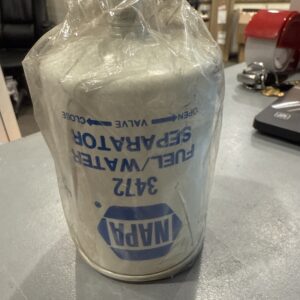 NAPA
3472
FUEL/WATER
SEPARATOR
OPEN VALVE CLOSE